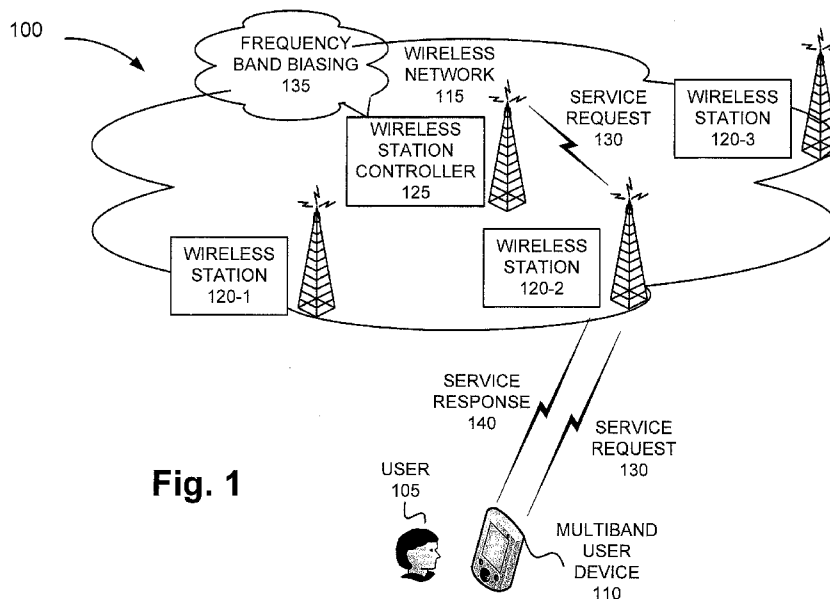 100
FREQUENCY
BAND BIASING
135
WIRELESS
NETWORK
115
SERVICE
REQUEST
130
WIRELESS
STATION
120-3
WIRELESS
STATION
CONTROLLER
125
WIRELESS
STATION
120-1
WIRELESS
STATION
120-2
SERVICE
RESPONSE
140
SERVICE
REQUEST
130
Fig. 1
USER
105
MULTIBAND
USER
DEVICE
110